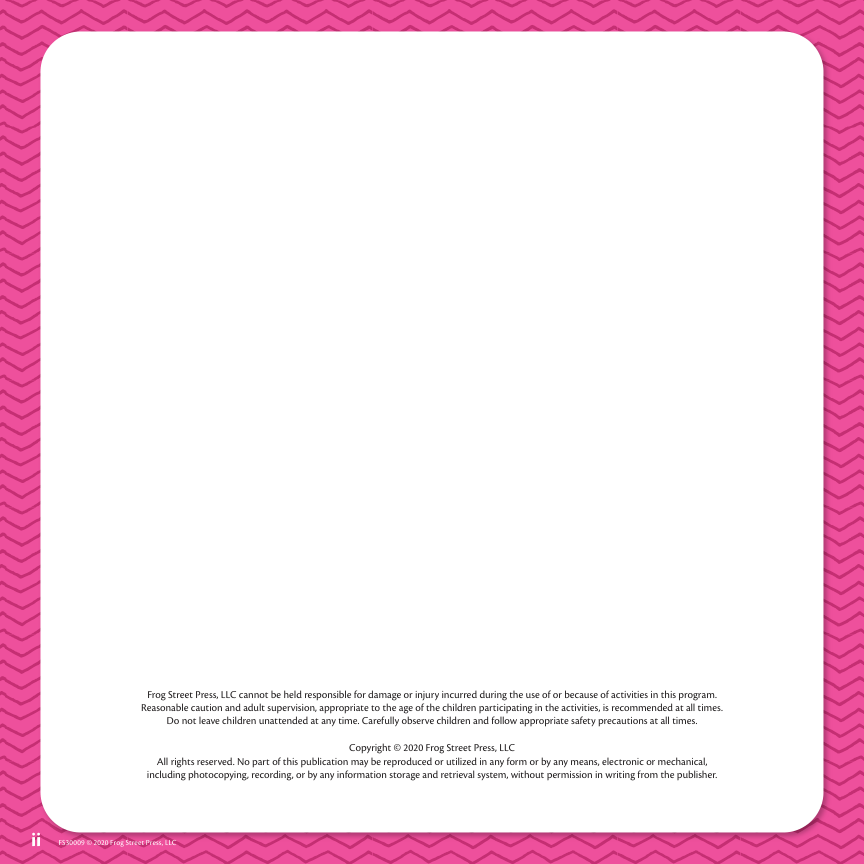 Frog Street Press, LLC cannot be held responsible for damage or injury incurred during the use of or because of activities in this program.
Reasonable caution and adult supervision, appropriate to the age of the children participating in the activities, is recommended at all times.
Do not leave children unattended at any time. Carefully observe children and follow appropriate safety precautions at all times.
Copyright © 2020 Frog Street Press, LLC
All rights reserved. No part of this publication may be reproduced or utilized in any form or by any means, electronic or mechanical,
including photocopying, recording, or by any information storage and retrieval system, without permission in writing from the publisher.
ii FS30009 © 2020 Frog Street Press, LLC